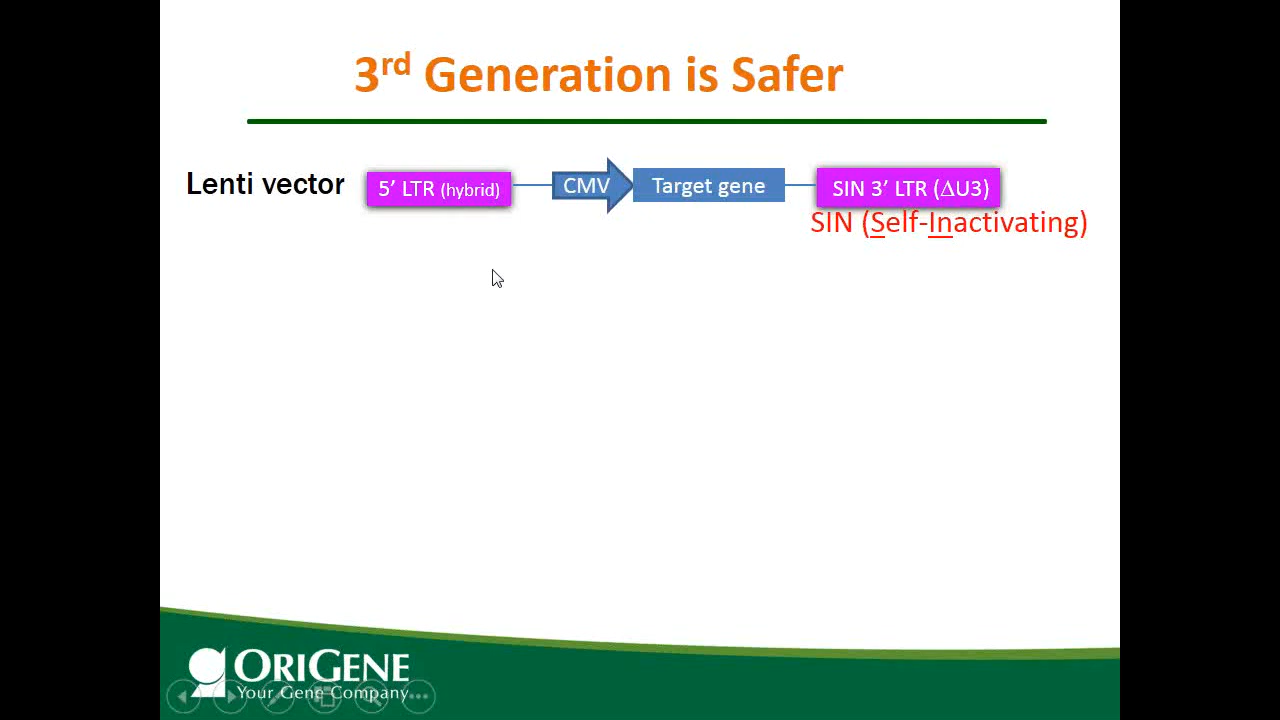 3rd Generation is Safer
Lenti vector
5′ LTR (hybrid)
CMV
Target gene
SIN 3′ LTR (ΔU3)
SIN (Self-Inactivating)
ORIGENE
Your Gene Company